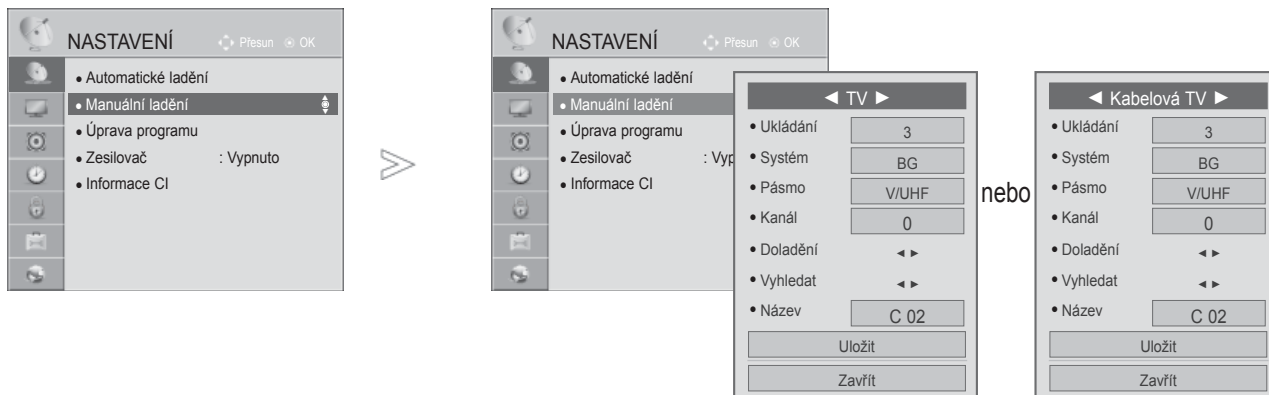 NASTAVENÍ Přesun OK
• Automatické ladění
• Manuální ladění
• Úprava programu
• Zesilovač : Vypnuto
• Informace CI
NASTAVENÍ Přesun OK
• Automatické ladění
• Manuální ladění
• Úprava programu
• Zesilovač : Vyp
• Informace CI
◄ TV ►
• Ukládání 3
• Systém BG
• Pásmo V/UHF
• Kanál 0
• Doladění ◄ ►
• Vyhledat ◄ ►
• Název C 02
Uložit
Zavřít
nebo
◄ Kabelová TV ►
• Ukládání 3
• Systém BG
• Pásmo V/UHF
• Kanál 0
• Doladění ◄ ►
• Vyhledat ◄ ►
• Název C 02
Uložit
Zavřít